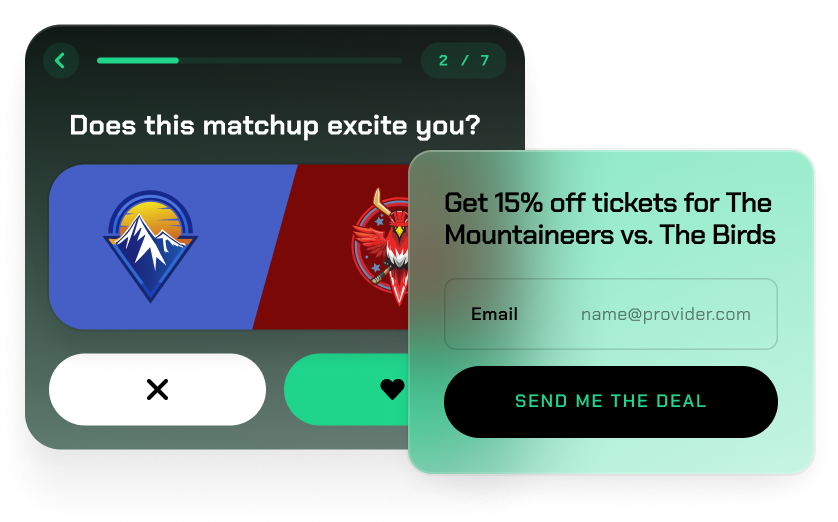 2 / 7
Does this matchup excite you?
Get 15% off tickets for The
Mountaineers vs. The Birds
Email
name@provider.com
SEND ME THE DEAL